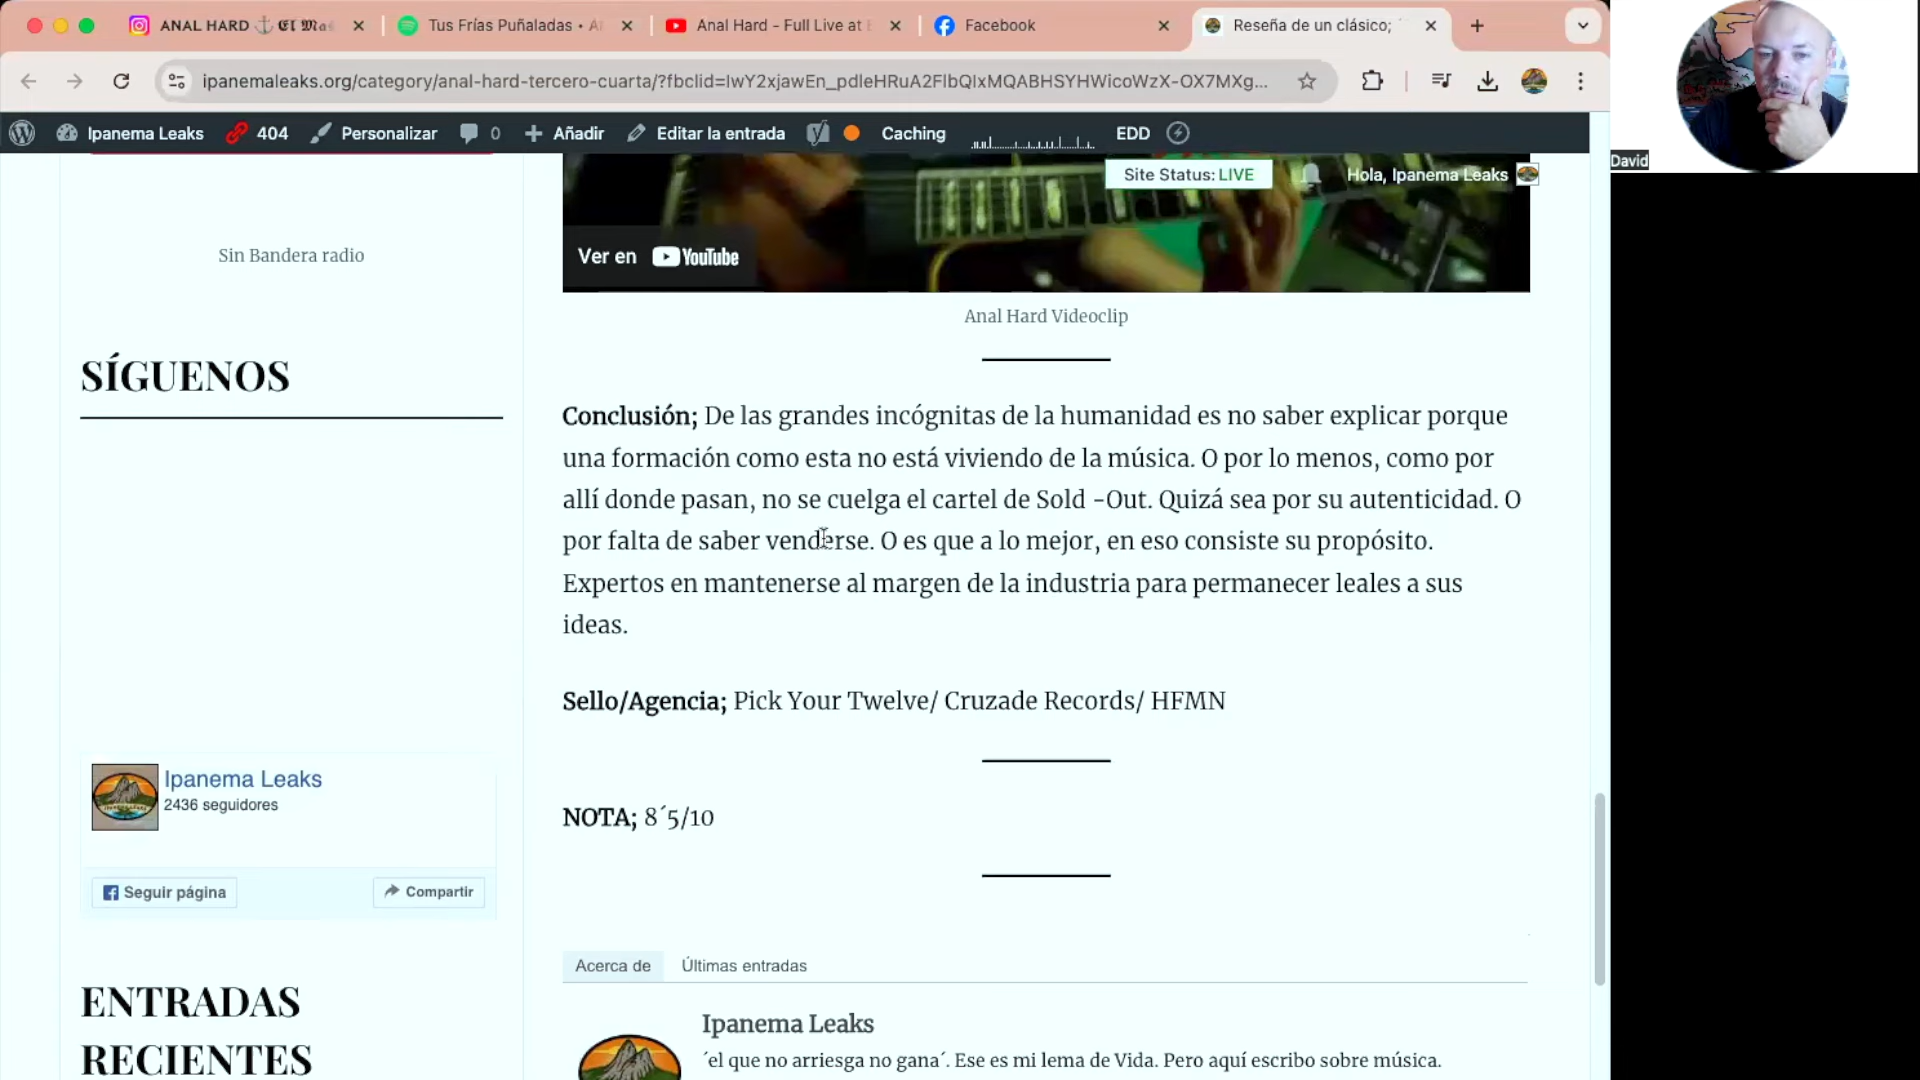 ANAL HARD ⚓ 𝕰𝖑 𝕸𝖆
Tus Frías Puñaladas •
Anal Hard - Full Live at
Facebook
Reseña de un clásico;
ipanemaleaks.org/category/anal-hard-tercero-cuarta/?fbclid=IwY2xjawEn_pdleHRuA2FlbQIxMQABHSYHWicoWzX-OX7MXg...
Ipanema Leaks
404
Personalizar
0
Añadir
Editar la entrada
Caching
EDD
Site Status: LIVE
Hola, Ipanema Leaks
David
Ver en YouTube
Sin Bandera radio
Anal Hard Videoclip
SÍGUENOS
Conclusión; De las grandes incógnitas de la humanidad es no saber explicar porque
una formación como esta no está viviendo de la música. O por lo menos, como por
allí donde pasan, no se cuelga el cartel de Sold -Out. Quizá sea por su autenticidad. O
por falta de saber venderse. O es que a lo mejor, en eso consiste su propósito.
Expertos en mantenerse al margen de la industria para permanecer leales a sus
ideas.
Sello/Agencia; Pick Your Twelve/ Cruzade Records/ HFMN
NOTA; 8´5/10
Ipanema Leaks
2436 seguidores
Seguir página
Compartir
ENTRADAS
RECIENTES
Acerca de
Últimas entradas
Ipanema Leaks
´el que no arriesga no gana´. Ese es mi lema de Vida. Pero aquí escribo sobre música.